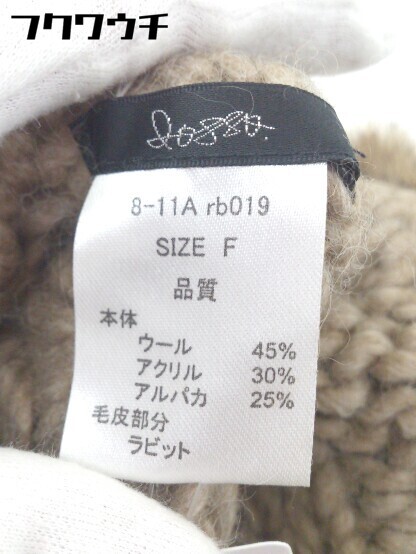 フクワウチ
8-11A rb019
SIZE F
品質
本体
ウール 45%
アクリル 30%
アルパカ 25%
毛皮部分
ラビット